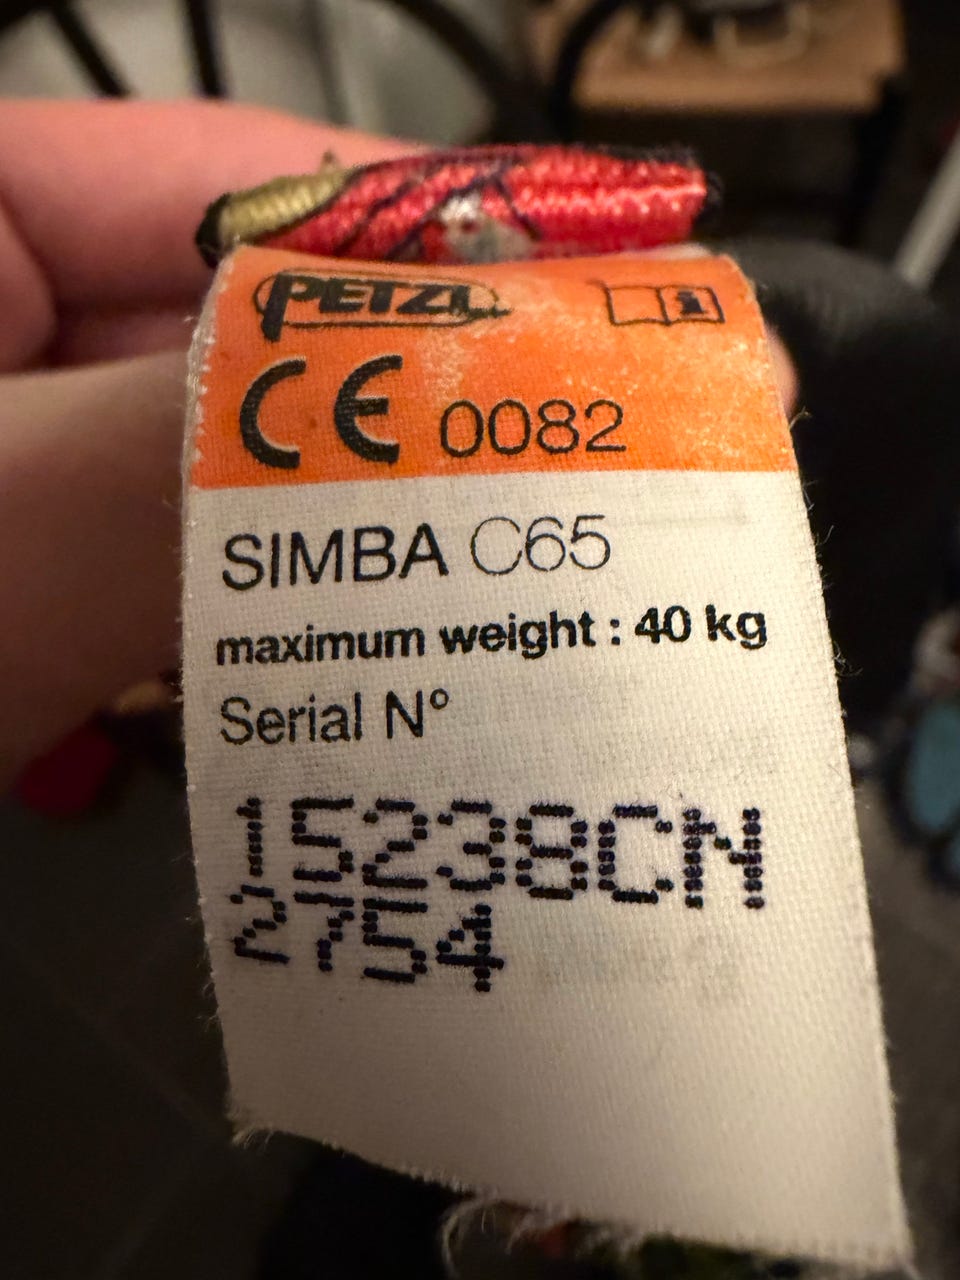 PETZL
CE 0082
SIMBA C65
maximum weight : 40 kg
Serial N°
15238CN
2754